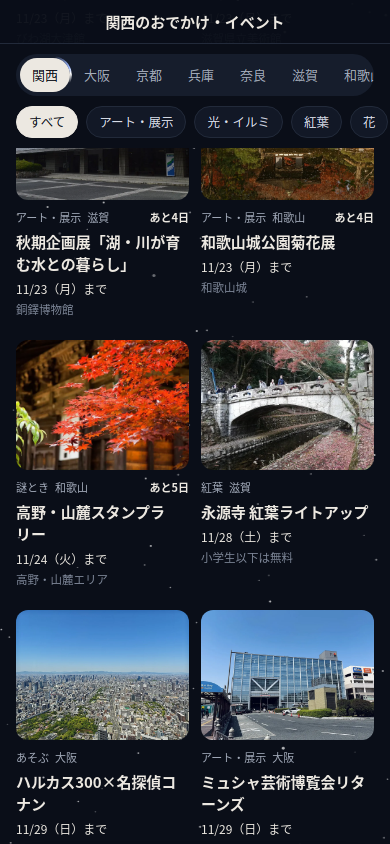 関西のおでかけ・イベント
関西 大阪 京都 兵庫 奈良 滋賀
すべて アート・展示 光・イルミ 紅葉 花
アート・展示 滋賀 あと4日
秋期企画展「湖・川が育
む水との暮らし」
11/23（月）まで
銅鐸博物館
アート・展示 和歌山 あと4日
和歌山城公園菊花展
11/23（月）まで
和歌山城
謎とき 和歌山 あと5日
高野・山麓スタンプラ
リー
11/24（火）まで
高野・山麓エリア
紅葉 滋賀
永源寺 紅葉ライトアップ
11/28（土）まで
小学生以下は無料
あそぶ 大阪
ハルカス300×名探偵コ
ナン
11/29（日）まで
アート・展示 大阪
ミュシャ芸術博覧会リタ
ーンズ
11/29（日）まで